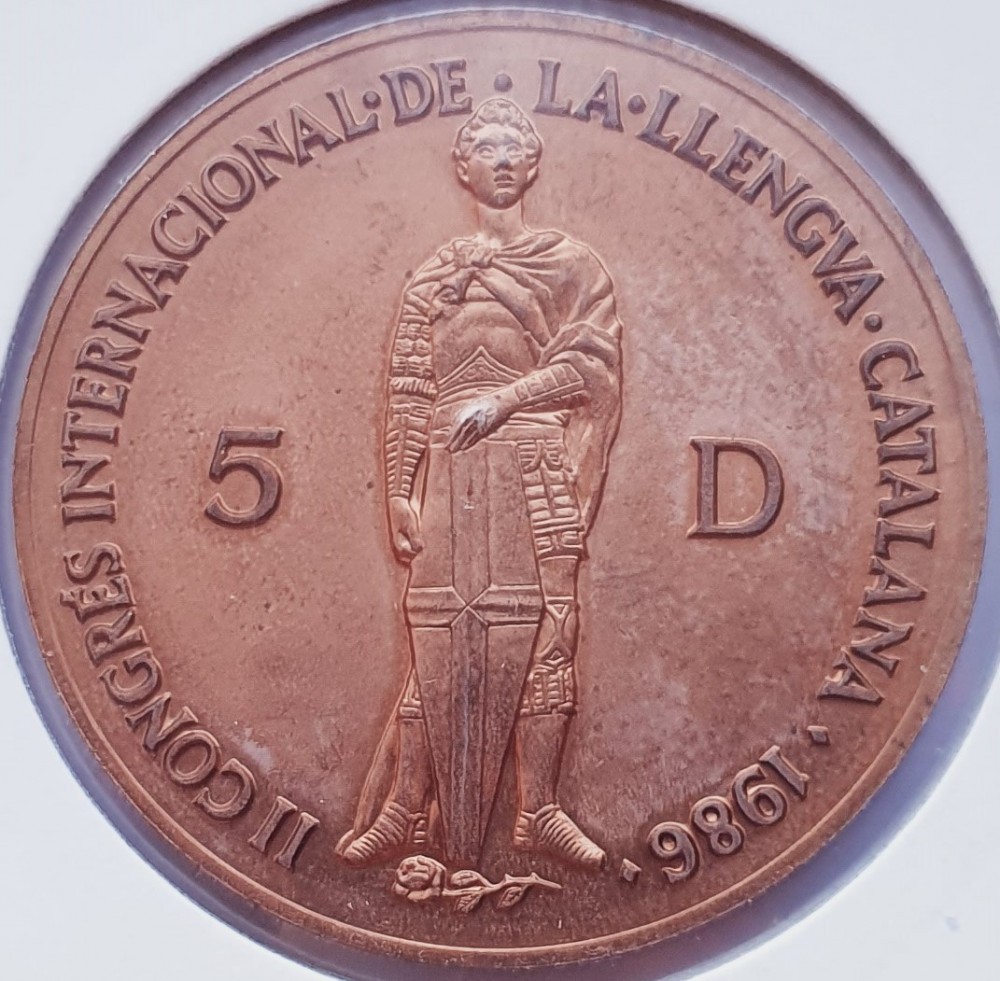 II CONGRÉS INTERNACIONAL·DE · LA·LLENGVA·CATALANA · 1986 ·
5 D